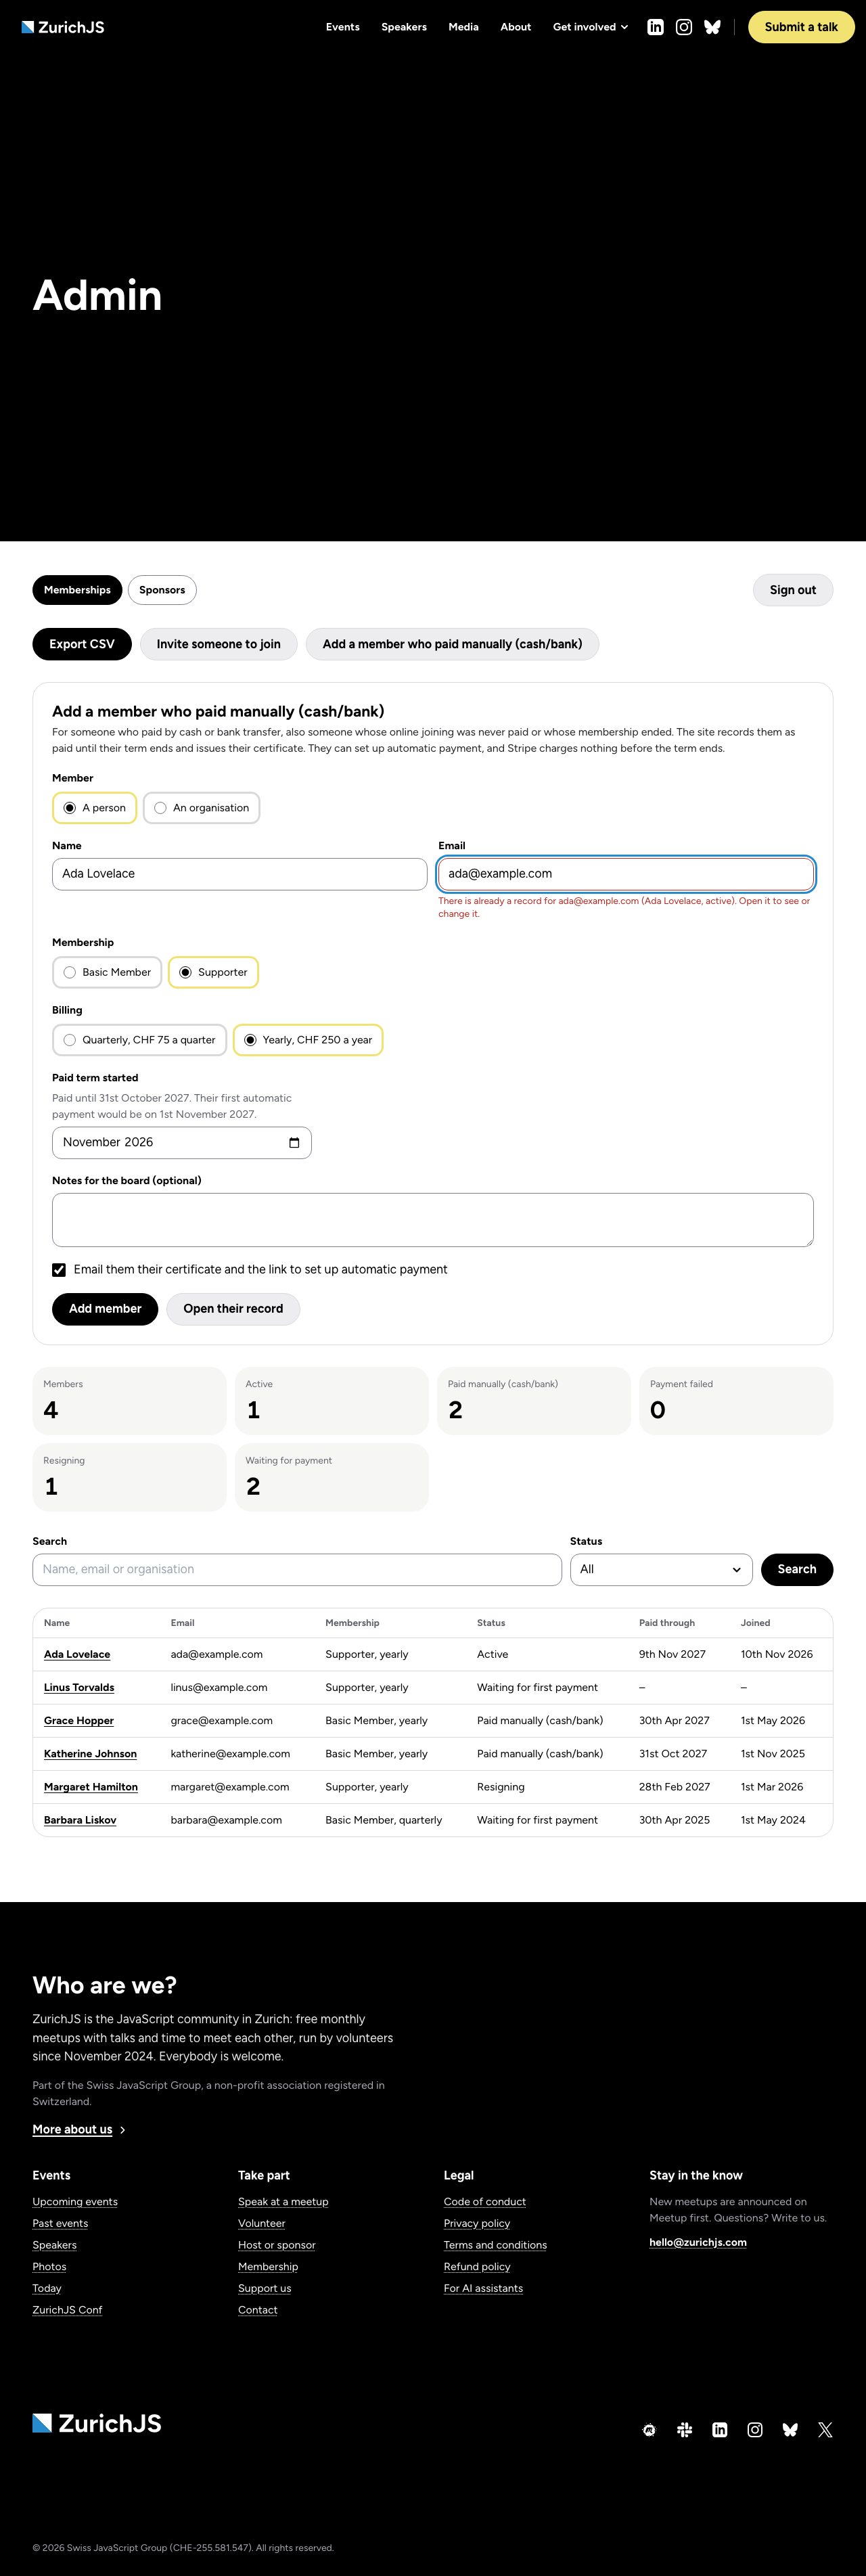 ZurichJS
Events Speakers Media About Get involved Submit a talk
Admin
Memberships Sponsors Sign out
Export CSV Invite someone to join Add a member who paid manually (cash/bank)
Add a member who paid manually (cash/bank)
For someone who paid by cash or bank transfer, also someone whose online joining was never paid or whose membership ended. The site records them as
paid until their term ends and issues their certificate. They can set up automatic payment, and Stripe charges nothing before the term ends.
Member
A person An organisation
Name Email
Ada Lovelace ada@example.com
There is already a record for ada@example.com (Ada Lovelace, active). Open it to see or
change it.
Membership
Basic Member Supporter
Billing
Quarterly, CHF 75 a quarter Yearly, CHF 250 a year
Paid term started
Paid until 31st October 2027. Their first automatic
payment would be on 1st November 2027.
November 2026
Notes for the board (optional)
Email them their certificate and the link to set up automatic payment
Add member Open their record
Members Active Paid manually (cash/bank) Payment failed
4 1 2 0
Resigning Waiting for payment
1 2
Search Status
Name, email or organisation All Search
Name Email Membership Status Paid through Joined
Ada Lovelace ada@example.com Supporter, yearly Active 9th Nov 2027 10th Nov 2026
Linus Torvalds linus@example.com Supporter, yearly Waiting for first payment – –
Grace Hopper grace@example.com Basic Member, yearly Paid manually (cash/bank) 30th Apr 2027 1st May 2026
Katherine Johnson katherine@example.com Basic Member, yearly Paid manually (cash/bank) 31st Oct 2027 1st Nov 2025
Margaret Hamilton margaret@example.com Supporter, yearly Resigning 28th Feb 2027 1st Mar 2026
Barbara Liskov barbara@example.com Basic Member, quarterly Waiting for first payment 30th Apr 2025 1st May 2024
Who are we?
ZurichJS is the JavaScript community in Zurich: free monthly
meetups with talks and time to meet each other, run by volunteers
since November 2024. Everybody is welcome.
Part of the Swiss JavaScript Group, a non-profit association registered in
Switzerland.
More about us
Events Take part Legal Stay in the know
Upcoming events Speak at a meetup Code of conduct New meetups are announced on
Past events Volunteer Privacy policy Meetup first. Questions? Write to us.
Speakers Host or sponsor Terms and conditions hello@zurichjs.com
Photos Membership Refund policy
Today Support us For AI assistants
ZurichJS Conf Contact
ZurichJS
© 2026 Swiss JavaScript Group (CHE-255.581.547). All rights reserved.